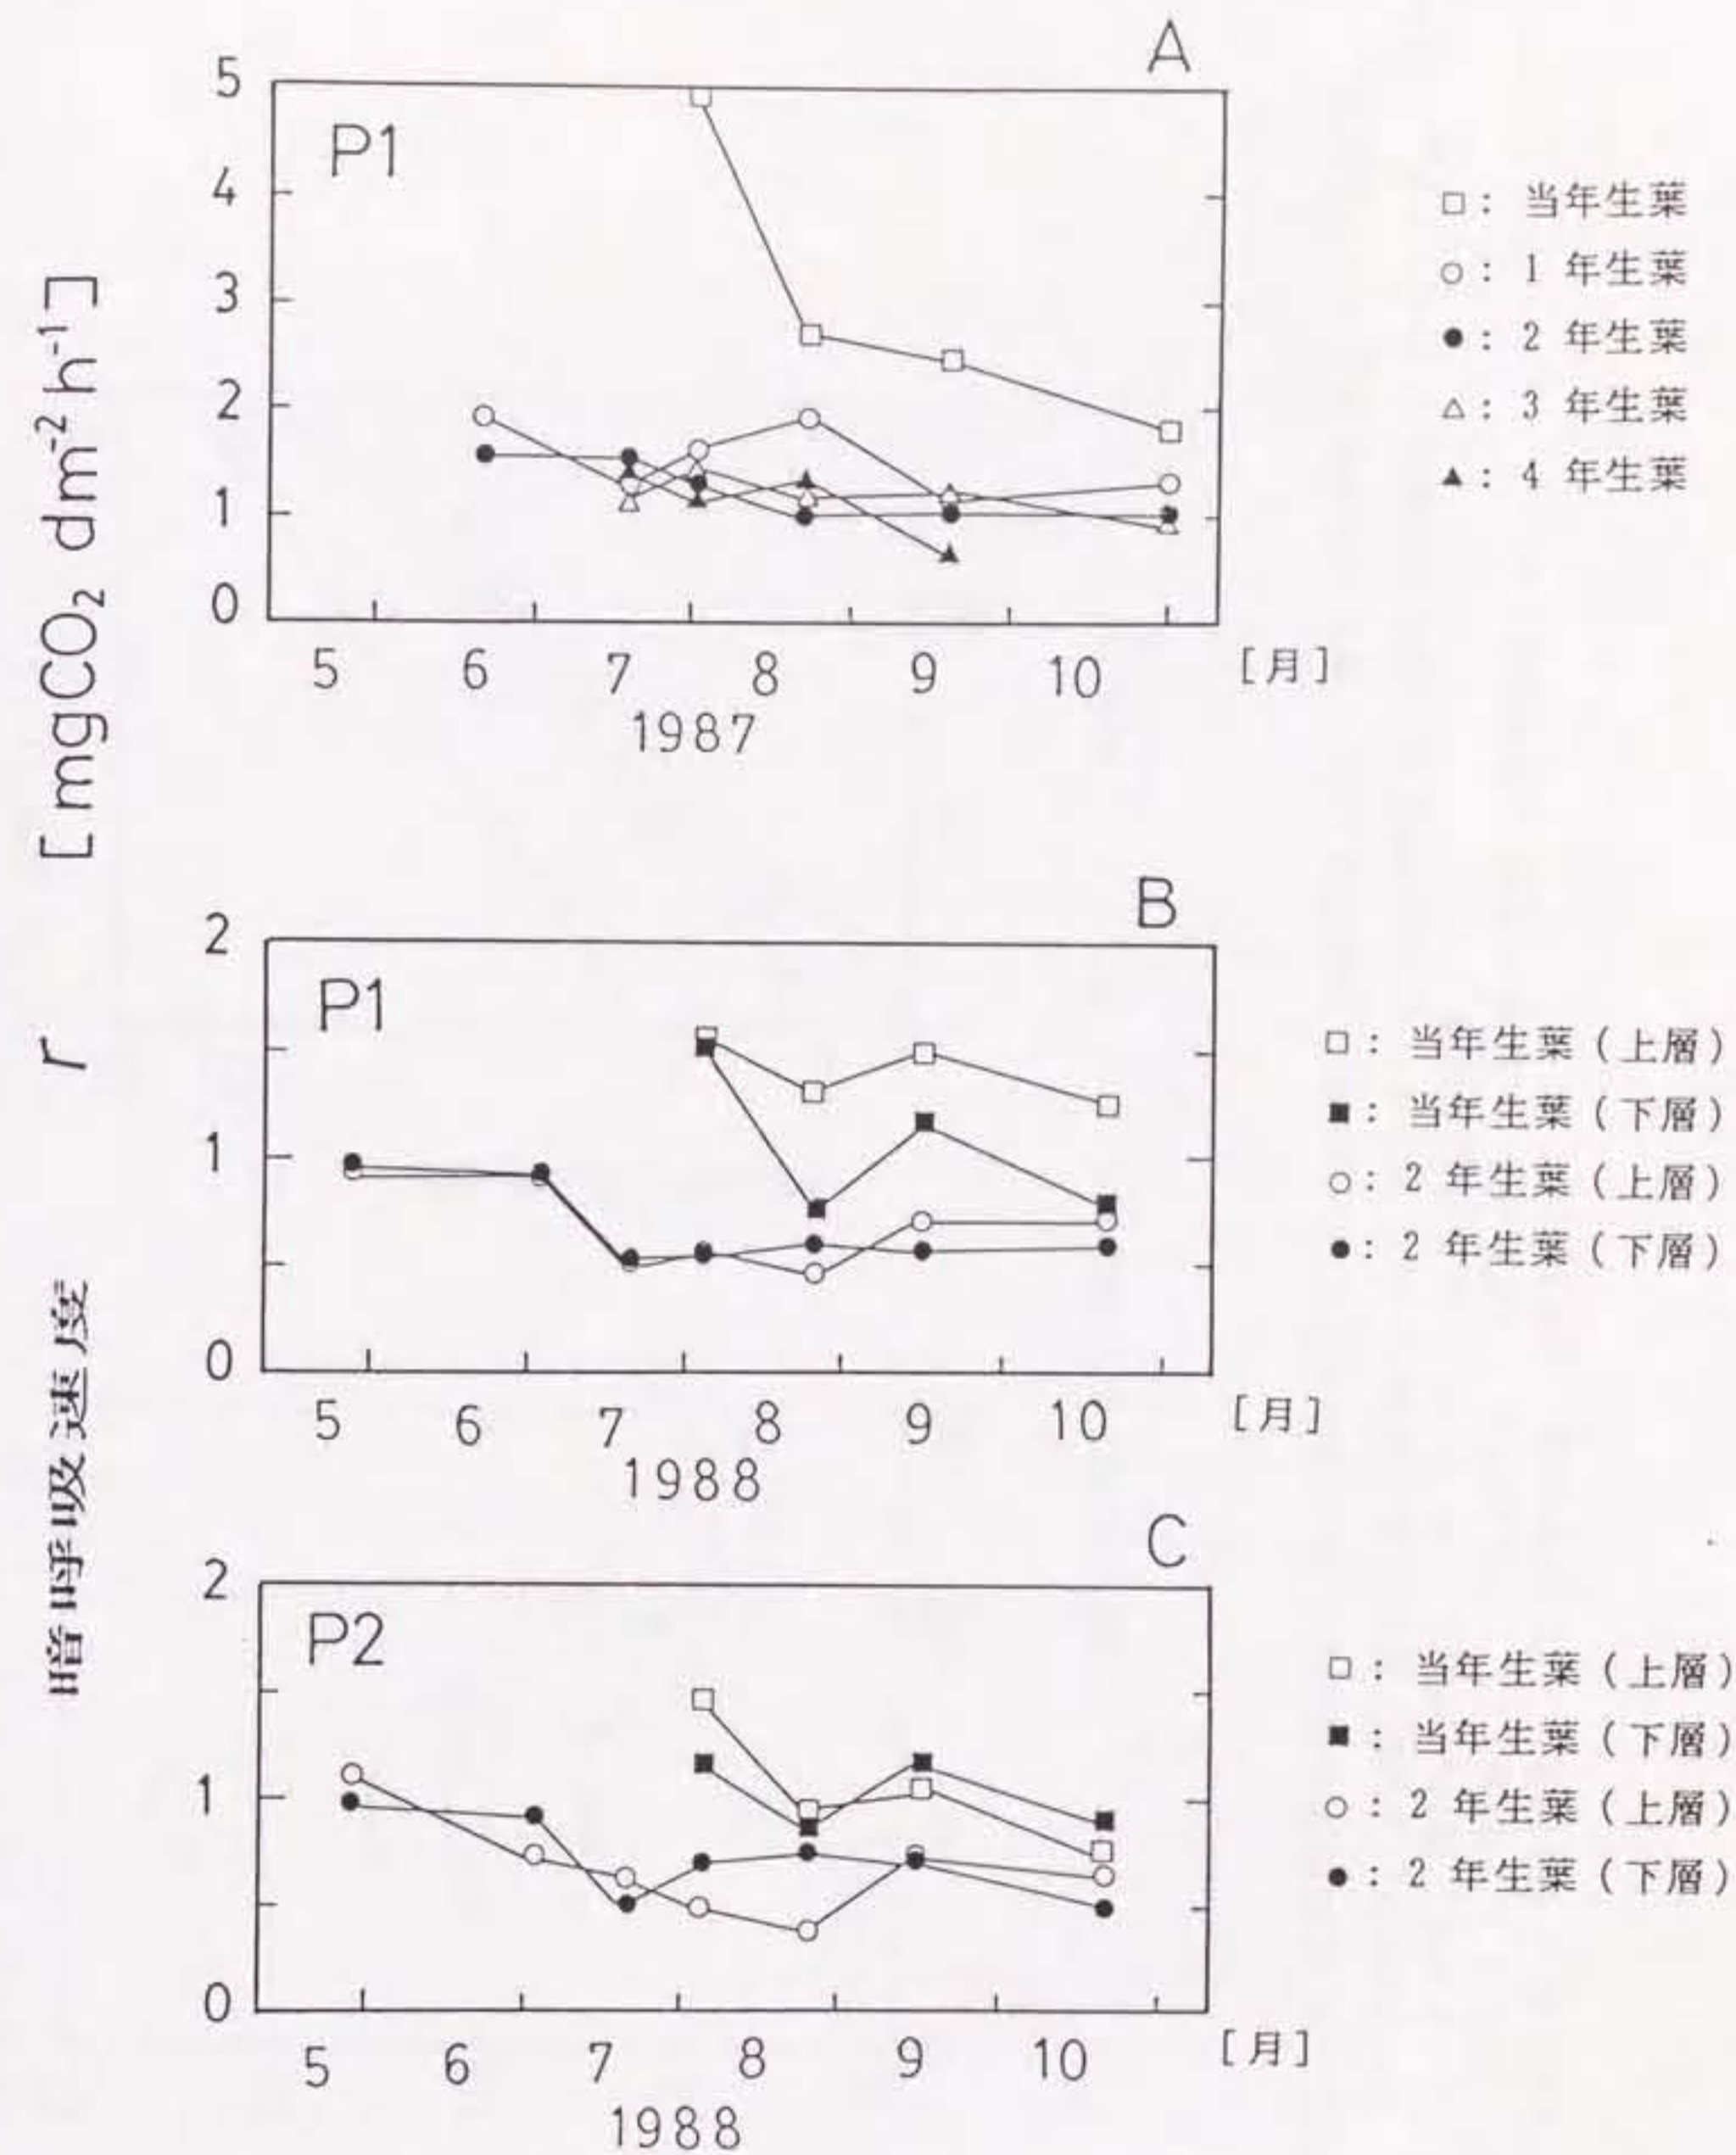 暗呼吸速度 r [mgCO₂ dm⁻² h⁻¹]
A
P1
5
4
3
2
1
0
5 6 7 8 9 10 [月]
1987
□: 当年生葉
○: 1 年生葉
●: 2 年生葉
△: 3 年生葉
▲: 4 年生葉
B
P1
2
1
0
5 6 7 8 9 10 [月]
1988
□: 当年生葉 (上層)
■: 当年生葉 (下層)
○: 2 年生葉 (上層)
●: 2 年生葉 (下層)
C
P2
2
1
0
5 6 7 8 9 10 [月]
1988
□: 当年生葉 (上層)
■: 当年生葉 (下層)
○: 2 年生葉 (上層)
●: 2 年生葉 (下層)